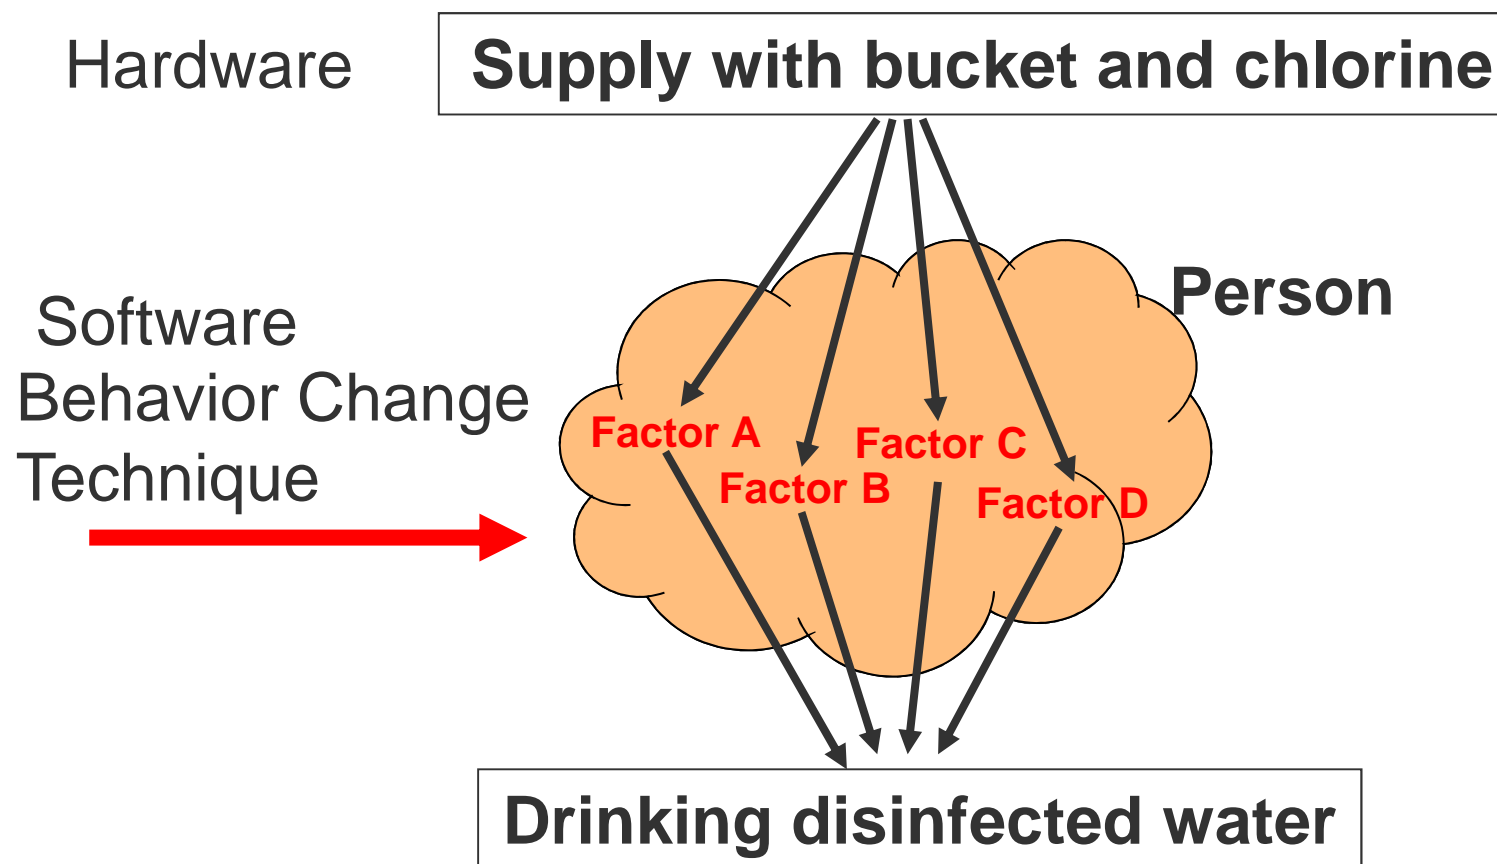 Hardware
Supply with bucket and chlorine
Person
Software
Behavior Change
Technique
Factor A
Factor B
Factor C
Factor D
Drinking disinfected water